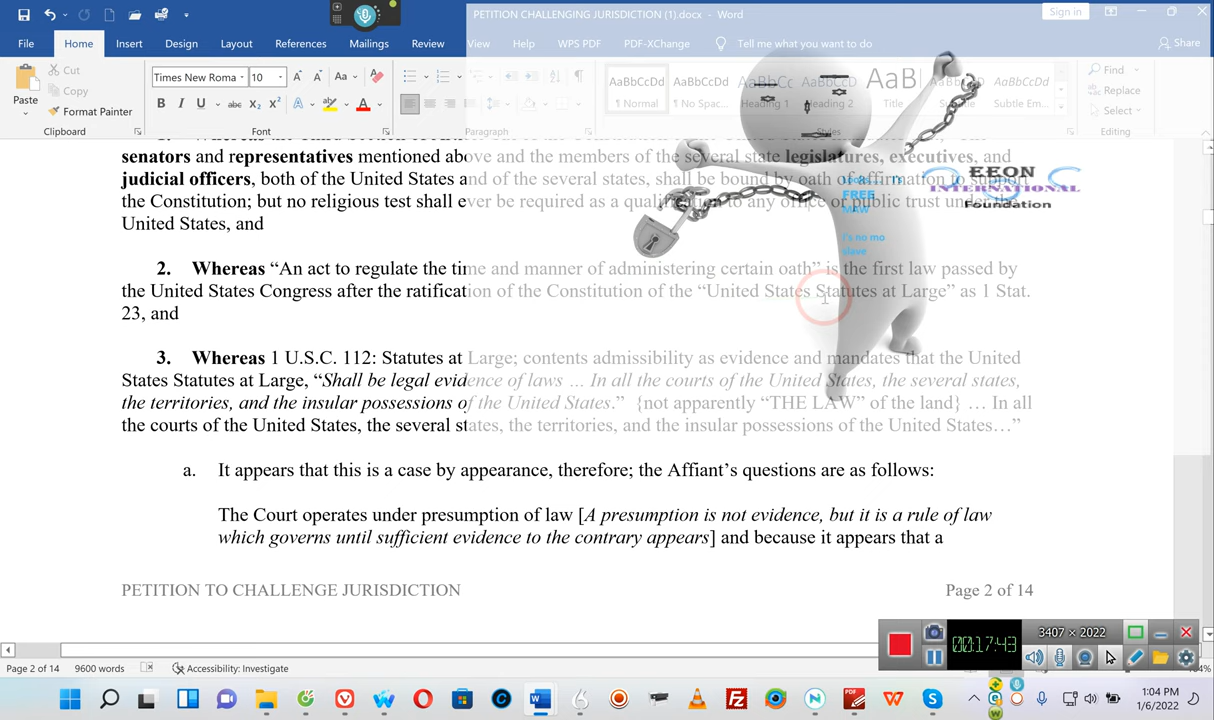 PETITION CHALLENGING JURISDICTION (1).docx - Word
Sign in
File Home Insert Design Layout References Mailings Review View Help WPS PDF PDF-XChange Tell me what you want to do Share
Paste
Cut
Copy
Format Painter
Clipboard
Times New Roma 10
Font
Paragraph
AaBbCcDd AaBbCcDd AaBbCc AaBbCcD AaB AaBbCcD AaBbCcDd
1 Normal 1 No Spac... Heading 1 Heading 2 Title Subtle Em...
Styles
Find
Replace
Select
Editing
senators and representatives mentioned above and the members of the several state legislatures, executives, and
judicial officers, both of the United States and of the several states, shall be bound by oath of affirmation to support
the Constitution; but no religious test shall ever be required as a qualification to any office or public trust under the
United States, and
EEON
INTERNATIONAL
Foundation
I's
FREE
MAW
I's no mo
slave
2. Whereas “An act to regulate the time and manner of administering certain oath” is the first law passed by
the United States Congress after the ratification of the Constitution of the “United States Statutes at Large” as 1 Stat.
23, and
3. Whereas 1 U.S.C. 112: Statutes at Large; contents admissibility as evidence and mandates that the United
States Statutes at Large, “Shall be legal evidence of laws … In all the courts of the United States, the several states,
the territories, and the insular possessions of the United States.” {not apparently “THE LAW” of the land} … In all
the courts of the United States, the several states, the territories, and the insular possessions of the United States…”
a. It appears that this is a case by appearance, therefore; the Affiant’s questions are as follows:
The Court operates under presumption of law [A presumption is not evidence, but it is a rule of law
which governs until sufficient evidence to the contrary appears] and because it appears that a
PETITION TO CHALLENGE JURISDICTION Page 2 of 14
00:17:43
3407 × 2022
Page 2 of 14 9600 words Accessibility: Investigate
1:04 PM
1/6/2022